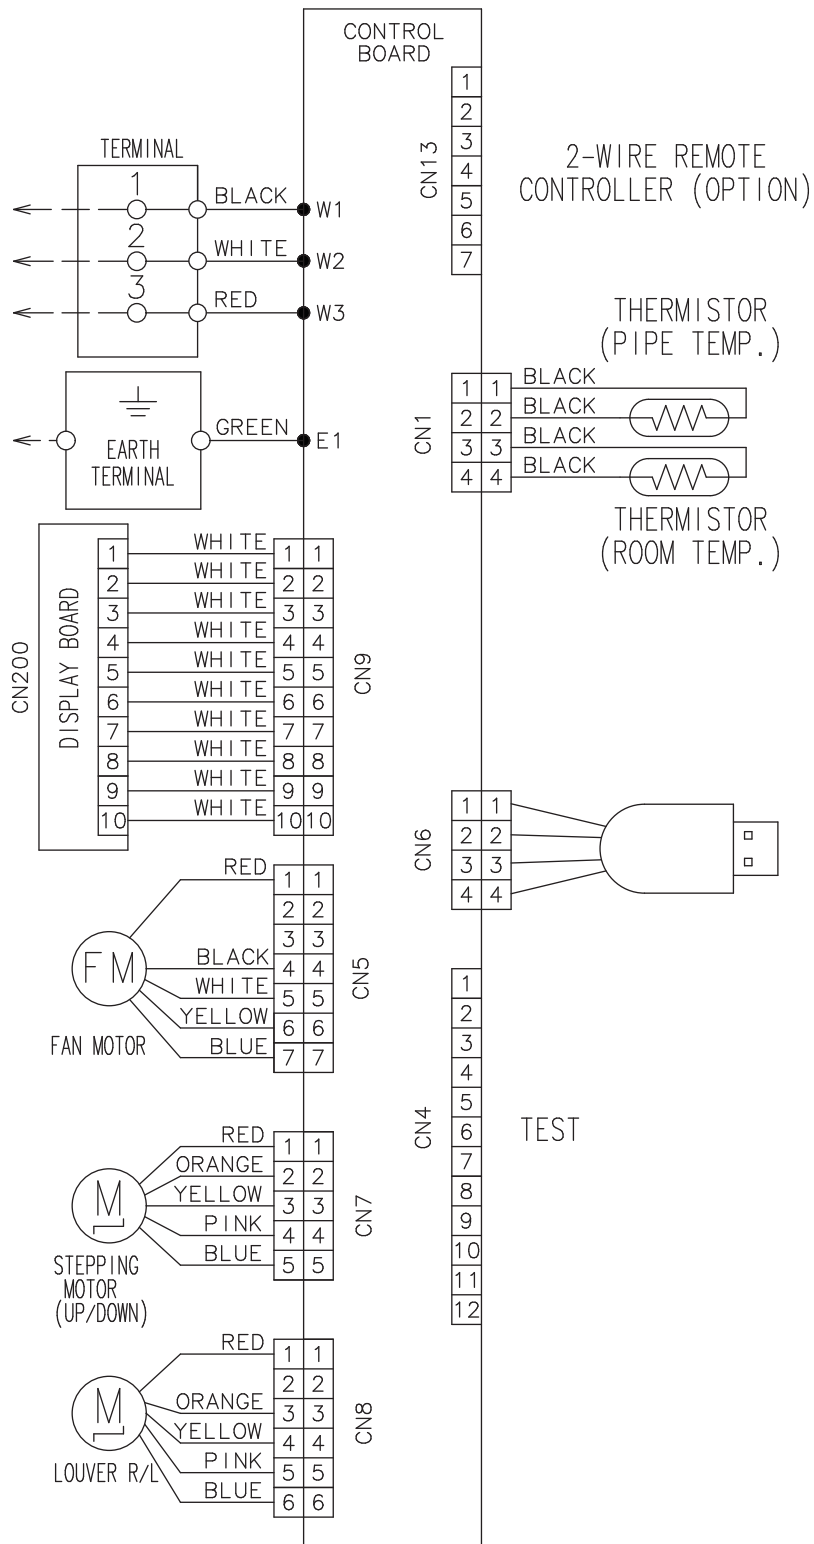 CONTROL
BOARD
CN13
1
2
3
4
5
6
7
2-WIRE REMOTE
CONTROLLER (OPTION)
TERMINAL
1 BLACK W1
2 WHITE W2
3 RED W3
EARTH
TERMINAL
GREEN E1
THERMISTOR
(PIPE TEMP.)
CN1
1 1 BLACK
2 2 BLACK
3 3 BLACK
4 4 BLACK
THERMISTOR
(ROOM TEMP.)
CN200
DISPLAY BOARD
CN9
1 WHITE 1 1
2 WHITE 2 2
3 WHITE 3 3
4 WHITE 4 4
5 WHITE 5 5
6 WHITE 6 6
7 WHITE 7 7
8 WHITE 8 8
9 WHITE 9 9
10 WHITE 10 10
CN6
1 1
2 2
3 3
4 4
FM
FAN MOTOR
CN5
RED 1 1
2 2
3 3
BLACK 4 4
WHITE 5 5
YELLOW 6 6
BLUE 7 7
CN4
1
2
3
4
5
6
7
8
9
10
11
12
TEST
M
STEPPING
MOTOR
(UP/DOWN)
CN7
RED 1 1
ORANGE 2 2
YELLOW 3 3
PINK 4 4
BLUE 5 5
M
LOUVER R/L
CN8
RED 1 1
2 2
ORANGE 3 3
YELLOW 4 4
PINK 5 5
BLUE 6 6